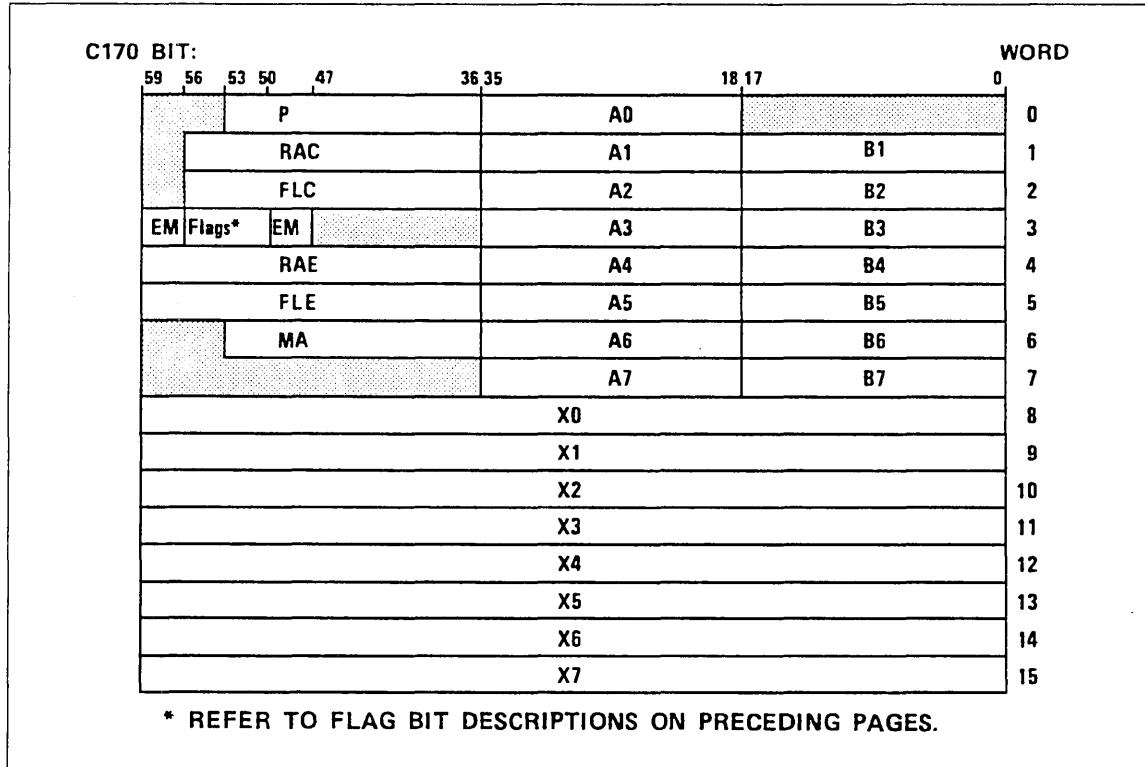 C170 BIT: WORD
59 56 53 50 47 36 35 18 17 0
P A0 0
RAC A1 B1 1
FLC A2 B2 2
EM Flags* EM A3 B3 3
RAE A4 B4 4
FLE A5 B5 5
MA A6 B6 6
A7 B7 7
X0 8
X1 9
X2 10
X3 11
X4 12
X5 13
X6 14
X7 15
* REFER TO FLAG BIT DESCRIPTIONS ON PRECEDING PAGES.